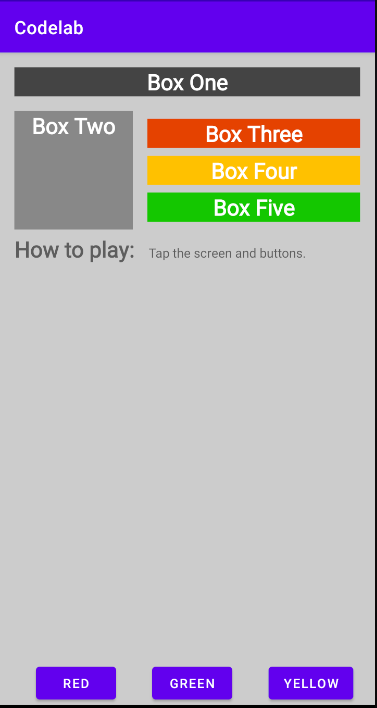 Codelab
Box One
Box Two
Box Three
Box Four
Box Five
How to play: Tap the screen and buttons.
RED GREEN YELLOW